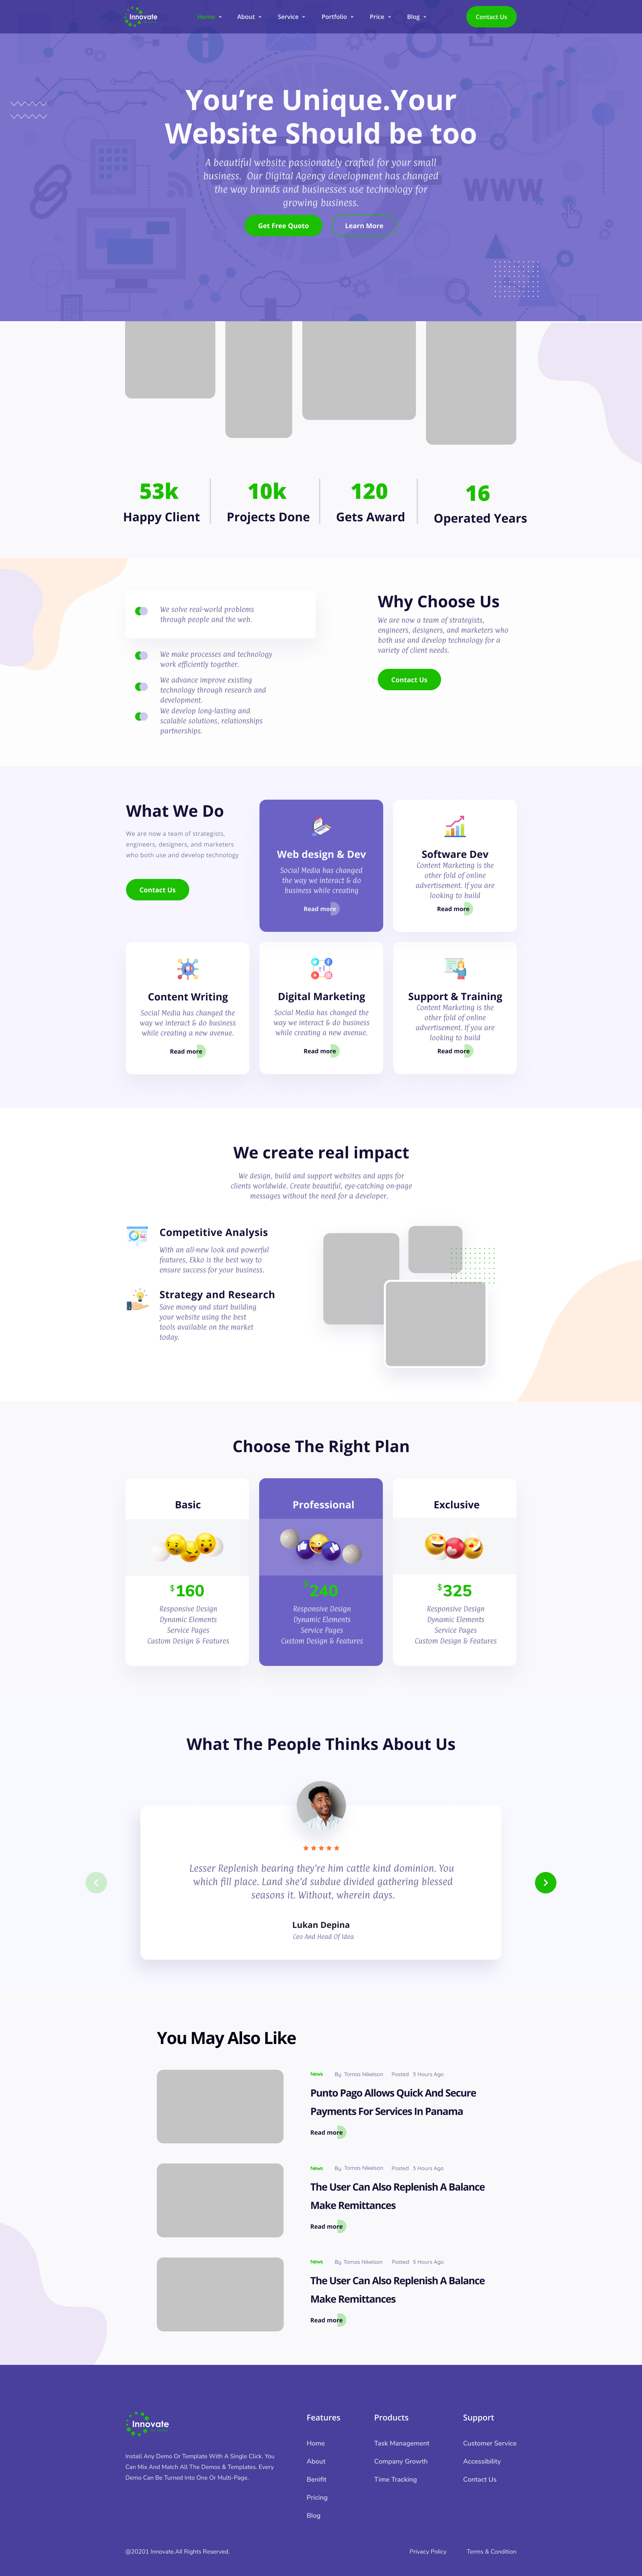 Innovate
Home
About
Service
Portfolio
Price
Blog
Contact Us
You're Unique.Your
Website Should be too
A beautiful website passionately crafted for your small
business. Our Digital Agency development has changed
the way brands and businesses use technology for
growing business.
Get Free Quoto
Learn More
WEBSITE
WWW
53k
Happy Client
10k
Projects Done
120
Gets Award
16
Operated Years
We solve real-world problems
through people and the web.
We make processes and technology
work efficiently together.
We advance improve existing
technology through research and
development.
We develop long-lasting and
scalable solutions, relationships
partnerships.
Why Choose Us
We are now a team of strategists,
engineers, designers, and marketers who
both use and develop technology for a
variety of client needs.
Contact Us
What We Do
We are now a team of strategists,
engineers, designers, and marketers
who both use and develop technology
Contact Us
Web design & Dev
Social Media has changed
the way we interact & do
business while creating
Read more
Software Dev
Content Marketing is the
other fold of online
advertisement. If you are
looking to build
Read more
Content Writing
Social Media has changed the
way we interact & do business
while creating a new avenue.
Read more
Digital Marketing
Social Media has changed the
way we interact & do business
while creating a new avenue.
Read more
Support & Training
Content Marketing is the
other fold of online
advertisement. If you are
looking to build
Read more
We create real impact
We design, build and support websites and apps for
clients worldwide. Create beautiful, eye-catching on-page
messages without the need for a developer.
Competitive Analysis
With an all-new look and powerful
features, Ekko is the best way to
ensure success for your business.
Strategy and Research
Save money and start building
your website using the best
tools available on the market
today.
Choose The Right Plan
Basic
$160
Responsive Design
Dynamic Elements
Service Pages
Custom Design & Features
Professional
$240
Responsive Design
Dynamic Elements
Service Pages
Custom Design & Features
Exclusive
$325
Responsive Design
Dynamic Elements
Service Pages
Custom Design & Features
What The People Thinks About Us
Lesser Replenish bearing they're him cattle kind dominion. You
which fill place. Land she'd subdue divided gathering blessed
seasons it. Without, wherein days.
Lukan Depina
Ceo And Head Of Idea
You May Also Like
News By Tomas Nikelson Posted 5 Hours Ago
Punto Pago Allows Quick And Secure
Payments For Services In Panama
Read more
News By Tomas Nikelson Posted 5 Hours Ago
The User Can Also Replenish A Balance
Make Remittances
Read more
News By Tomas Nikelson Posted 5 Hours Ago
The User Can Also Replenish A Balance
Make Remittances
Read more
Innovate
Install Any Demo Or Template With A Single Click. You
Can Mix And Match All The Demos & Templates. Every
Demo Can Be Turned Into One Or Multi-Page.
Features
Home
About
Benifit
Pricing
Blog
Products
Task Management
Company Growth
Time Tracking
Support
Customer Service
Accessibility
Contact Us
@20201 Innovate.All Rights Reserved.
Privacy Policy
Terms & Condition